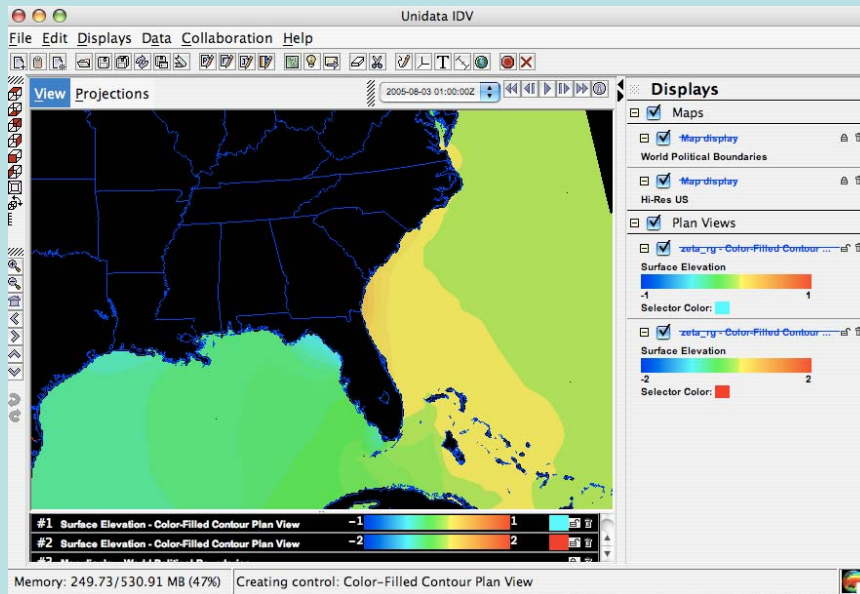 Unidata IDV
File Edit Displays Data Collaboration Help
View Projections
2005-08-03 01:00:00Z
Displays
Maps
Map display
World Political Boundaries
Map display
Hi-Res US
Plan Views
zeta_rg - Color-Filled Contour ...
Surface Elevation
-1 1
Selector Color:
zeta_rg - Color-Filled Contour ...
Surface Elevation
-2 2
Selector Color:
#1 Surface Elevation - Color-Filled Contour Plan View -1 1
#2 Surface Elevation - Color-Filled Contour Plan View -2 2
Memory: 249.73/530.91 MB (47%) Creating control: Color-Filled Contour Plan View